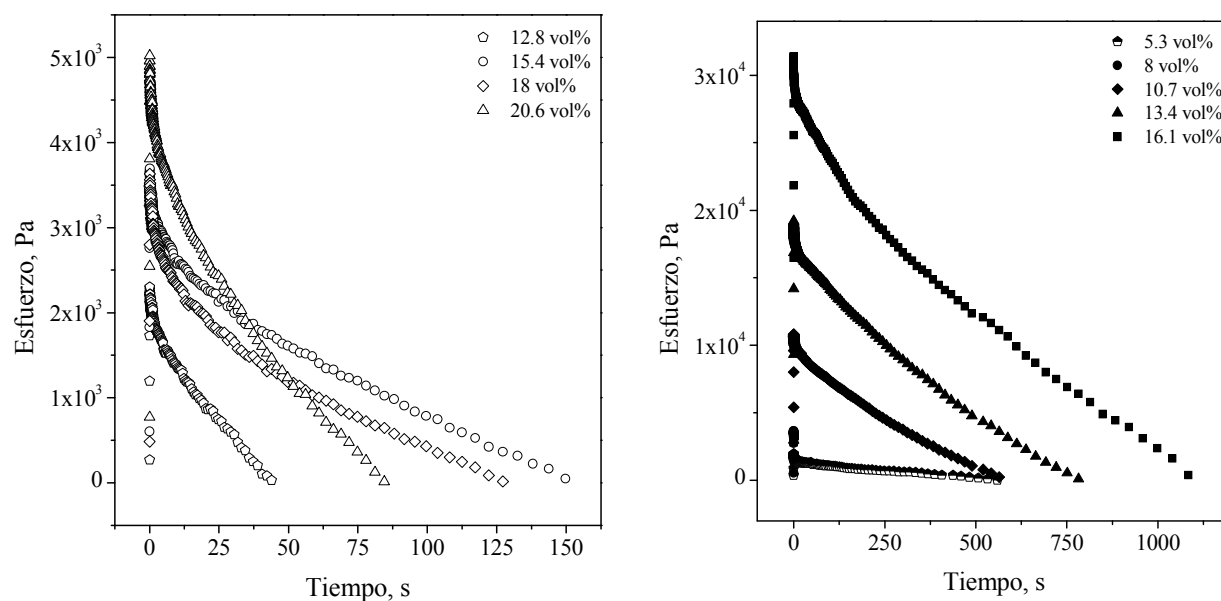 12.8 vol%
15.4 vol%
18 vol%
20.6 vol%
5x10³
4x10³
3x10³
2x10³
1x10³
0
Esfuerzo, Pa
0 25 50 75 100 125 150
Tiempo, s
5.3 vol%
8 vol%
10.7 vol%
13.4 vol%
16.1 vol%
3x10⁴
2x10⁴
1x10⁴
0
Esfuerzo, Pa
0 250 500 750 1000
Tiempo, s